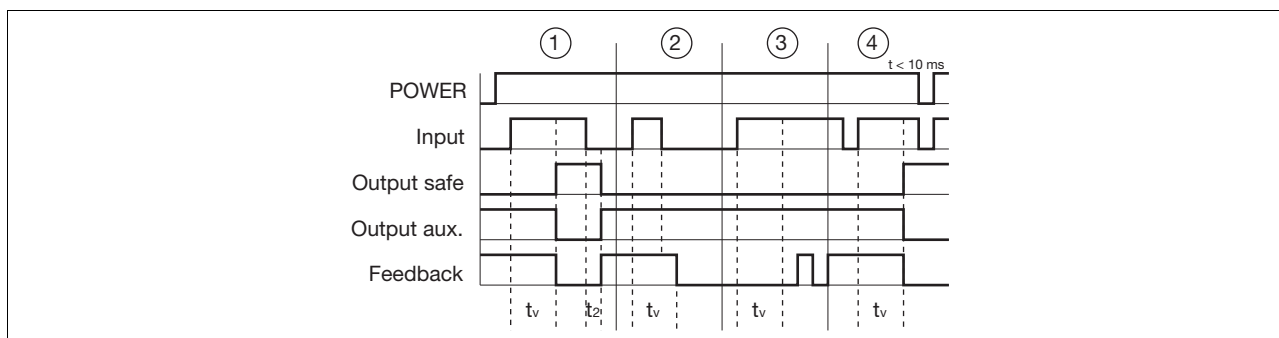 ① ② ③ ④
t < 10 ms
POWER
Input
Output safe
Output aux.
Feedback
tv t2 tv tv tv